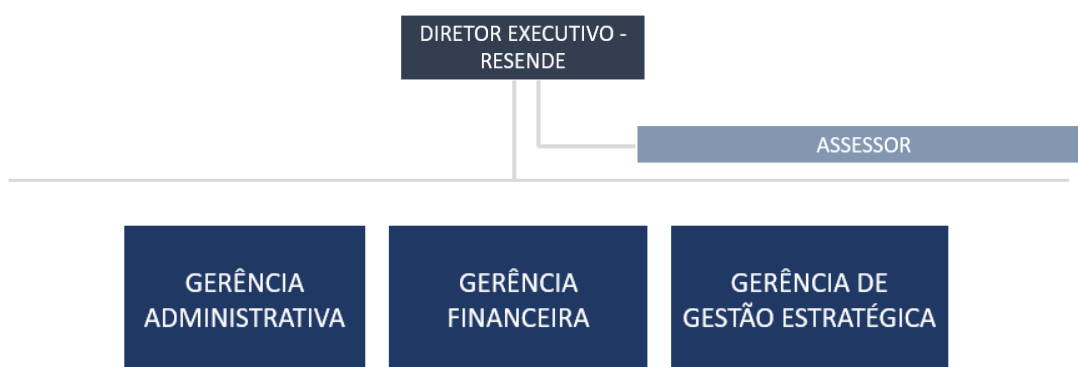 DIRETOR EXECUTIVO -
RESENDE
ASSESSOR
GERÊNCIA
ADMINISTRATIVA
GERÊNCIA
FINANCEIRA
GERÊNCIA DE
GESTÃO ESTRATÉGICA